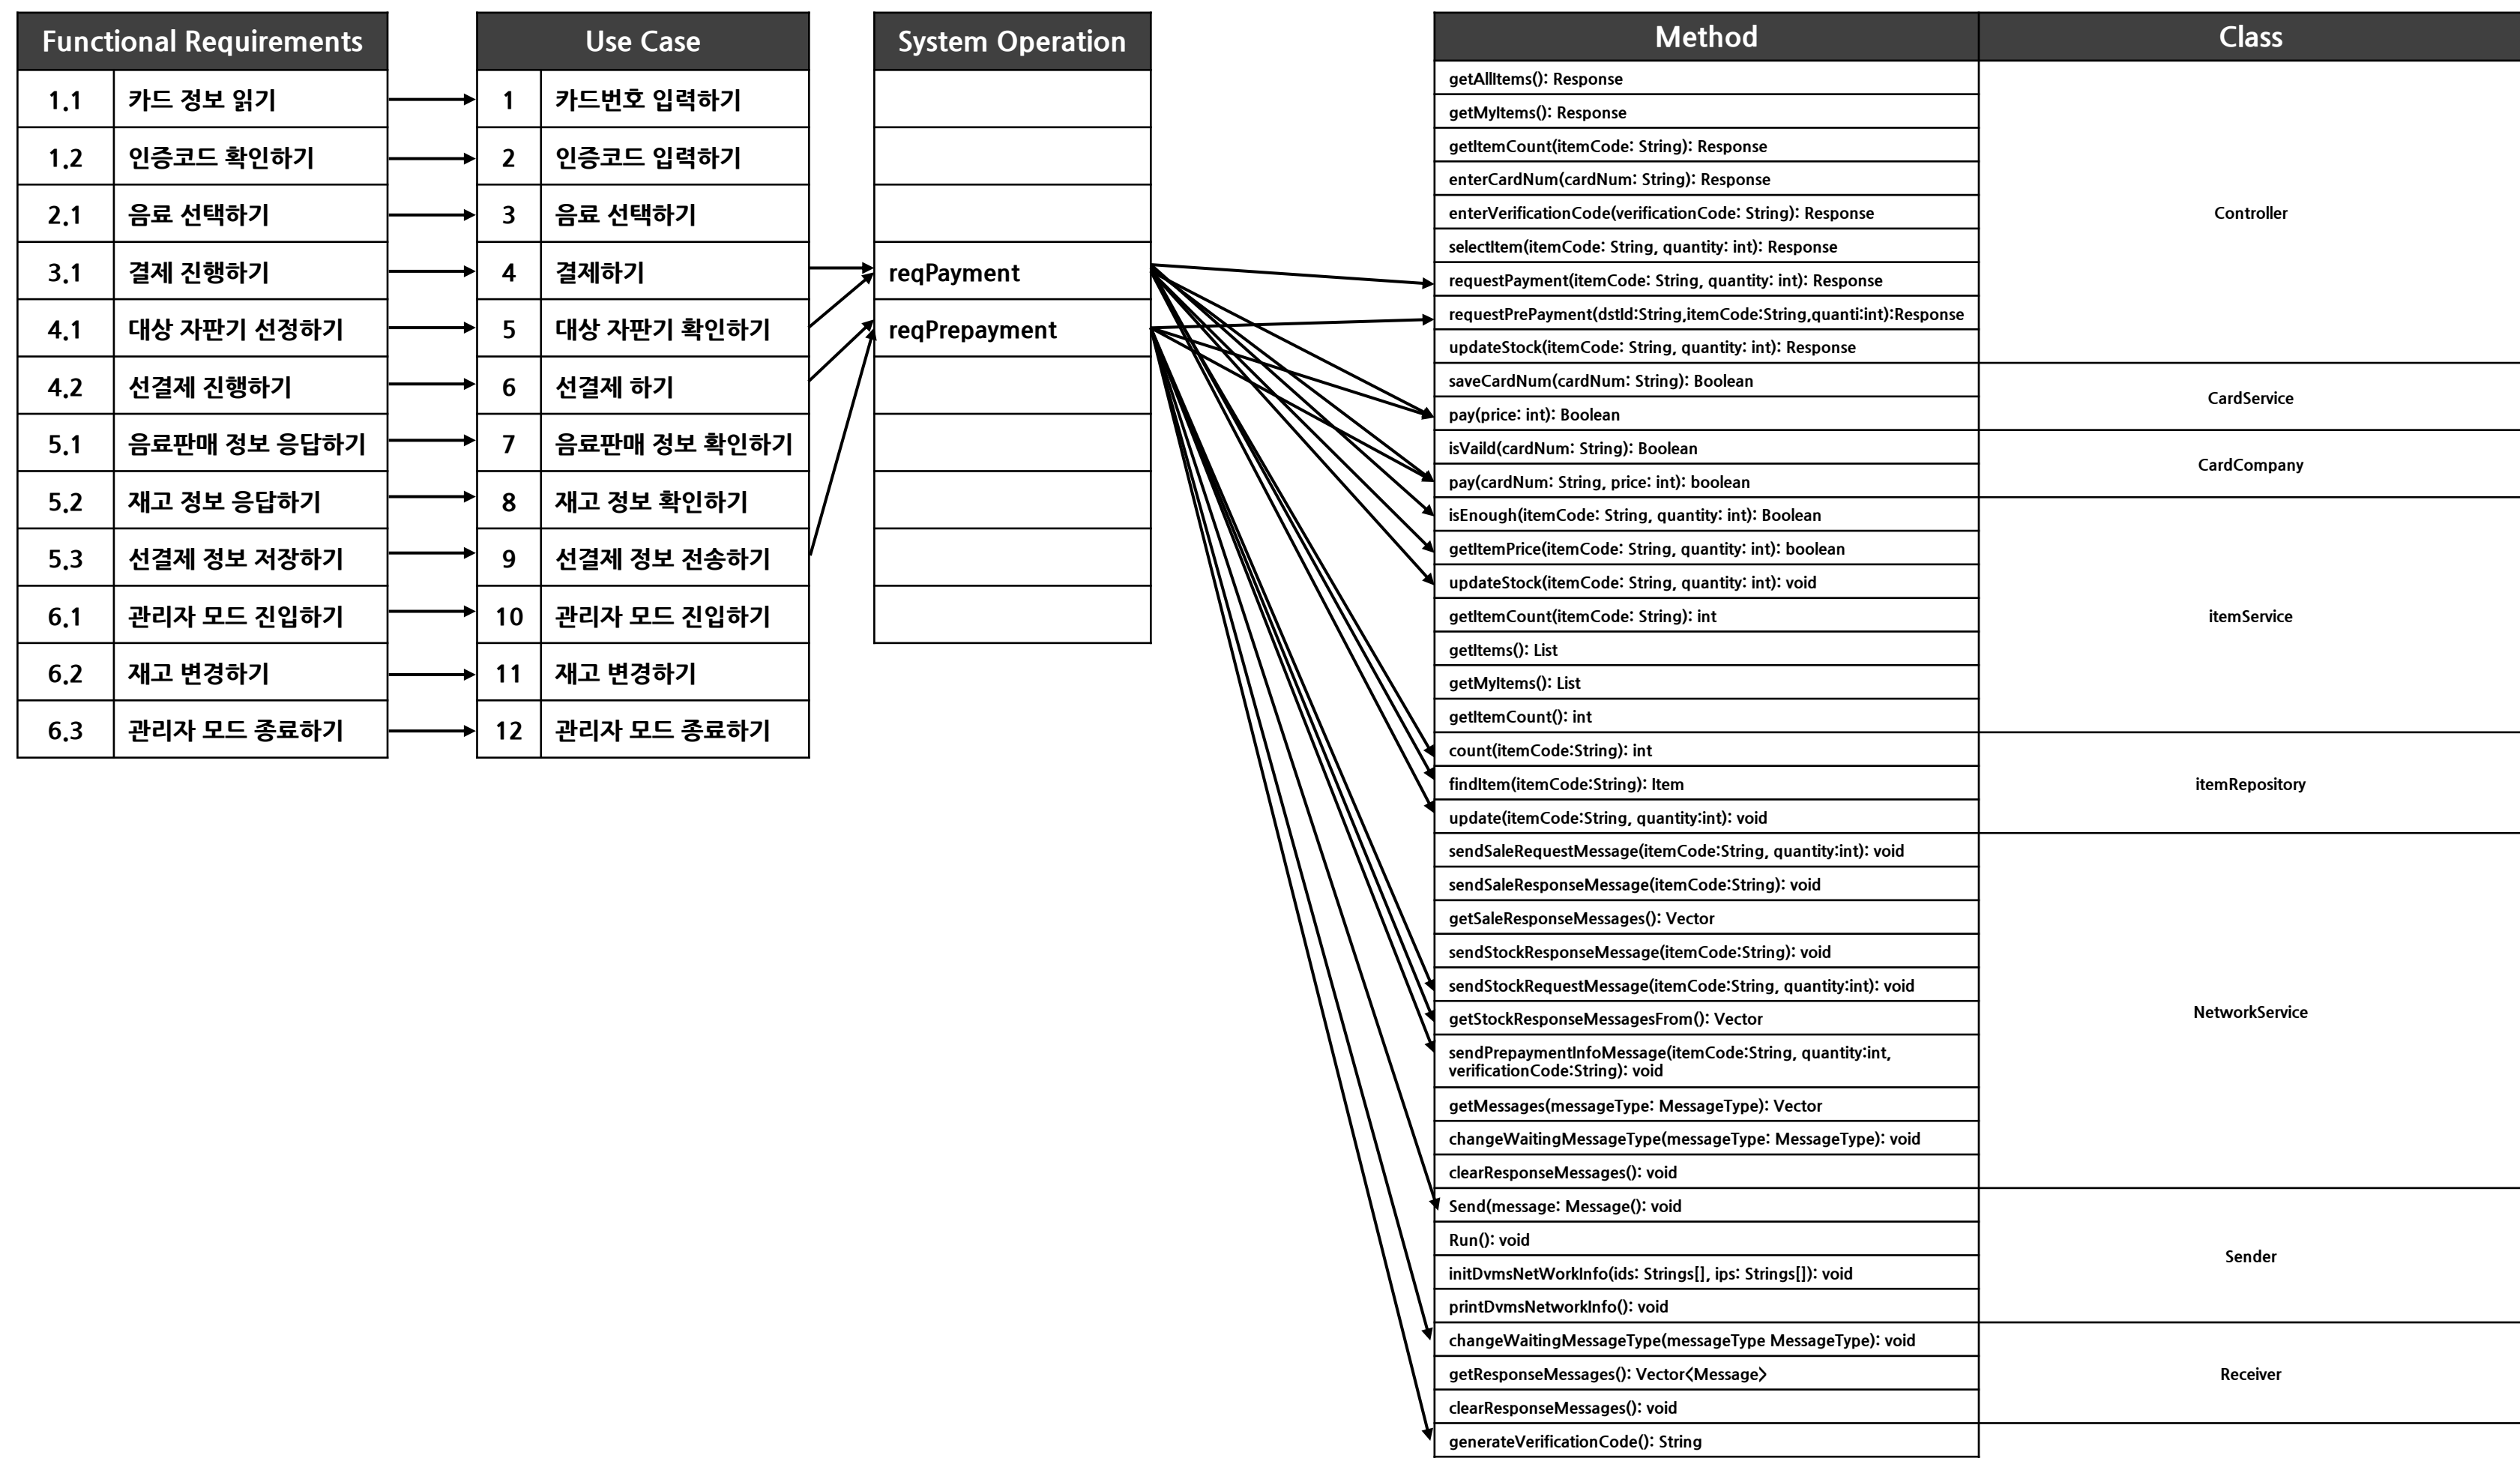 Functional Requirements
1.1 카드 정보 읽기
1.2 인증코드 확인하기
2.1 음료 선택하기
3.1 결제 진행하기
4.1 대상 자판기 선정하기
4.2 선결제 진행하기
5.1 음료판매 정보 응답하기
5.2 재고 정보 응답하기
5.3 선결제 정보 저장하기
6.1 관리자 모드 진입하기
6.2 재고 변경하기
6.3 관리자 모드 종료하기
Use Case
1 카드번호 입력하기
2 인증코드 입력하기
3 음료 선택하기
4 결제하기
5 대상 자판기 확인하기
6 선결제 하기
7 음료판매 정보 확인하기
8 재고 정보 확인하기
9 선결제 정보 전송하기
10 관리자 모드 진입하기
11 재고 변경하기
12 관리자 모드 종료하기
System Operation
reqPayment
reqPrepayment
Method Class
getAllItems(): Response
getMyItems(): Response
getItemCount(itemCode: String): Response
enterCardNum(cardNum: String): Response
enterVerificationCode(verificationCode: String): Response
Controller
selectItem(itemCode: String, quantity: int): Response
requestPayment(itemCode: String, quantity: int): Response
requestPrePayment(dstId:String,itemCode:String,quanti:int):Response
updateStock(itemCode: String, quantity: int): Response
saveCardNum(cardNum: String): Boolean
CardService
pay(price: int): Boolean
isVaild(cardNum: String): Boolean
CardCompany
pay(cardNum: String, price: int): boolean
isEnough(itemCode: String, quantity: int): Boolean
getItemPrice(itemCode: String, quantity: int): boolean
updateStock(itemCode: String, quantity: int): void
getItemCount(itemCode: String): int
itemService
getItems(): List
getMyItems(): List
getItemCount(): int
count(itemCode:String): int
findItem(itemCode:String): Item
itemRepository
update(itemCode:String, quantity:int): void
sendSaleRequestMessage(itemCode:String, quantity:int): void
sendSaleResponseMessage(itemCode:String): void
getSaleResponseMessages(): Vector
sendStockResponseMessage(itemCode:String): void
sendStockRequestMessage(itemCode:String, quantity:int): void
getStockResponseMessagesFrom(): Vector
NetworkService
sendPrepaymentInfoMessage(itemCode:String, quantity:int,
verificationCode:String): void
getMessages(messageType: MessageType): Vector
changeWaitingMessageType(messageType: MessageType): void
clearResponseMessages(): void
Send(message: Message(): void
Run(): void
Sender
initDvmsNetWorkInfo(ids: Strings[], ips: Strings[]): void
printDvmsNetworkInfo(): void
changeWaitingMessageType(messageType MessageType): void
getResponseMessages(): Vector<Message>
Receiver
clearResponseMessages(): void
generateVerificationCode(): String